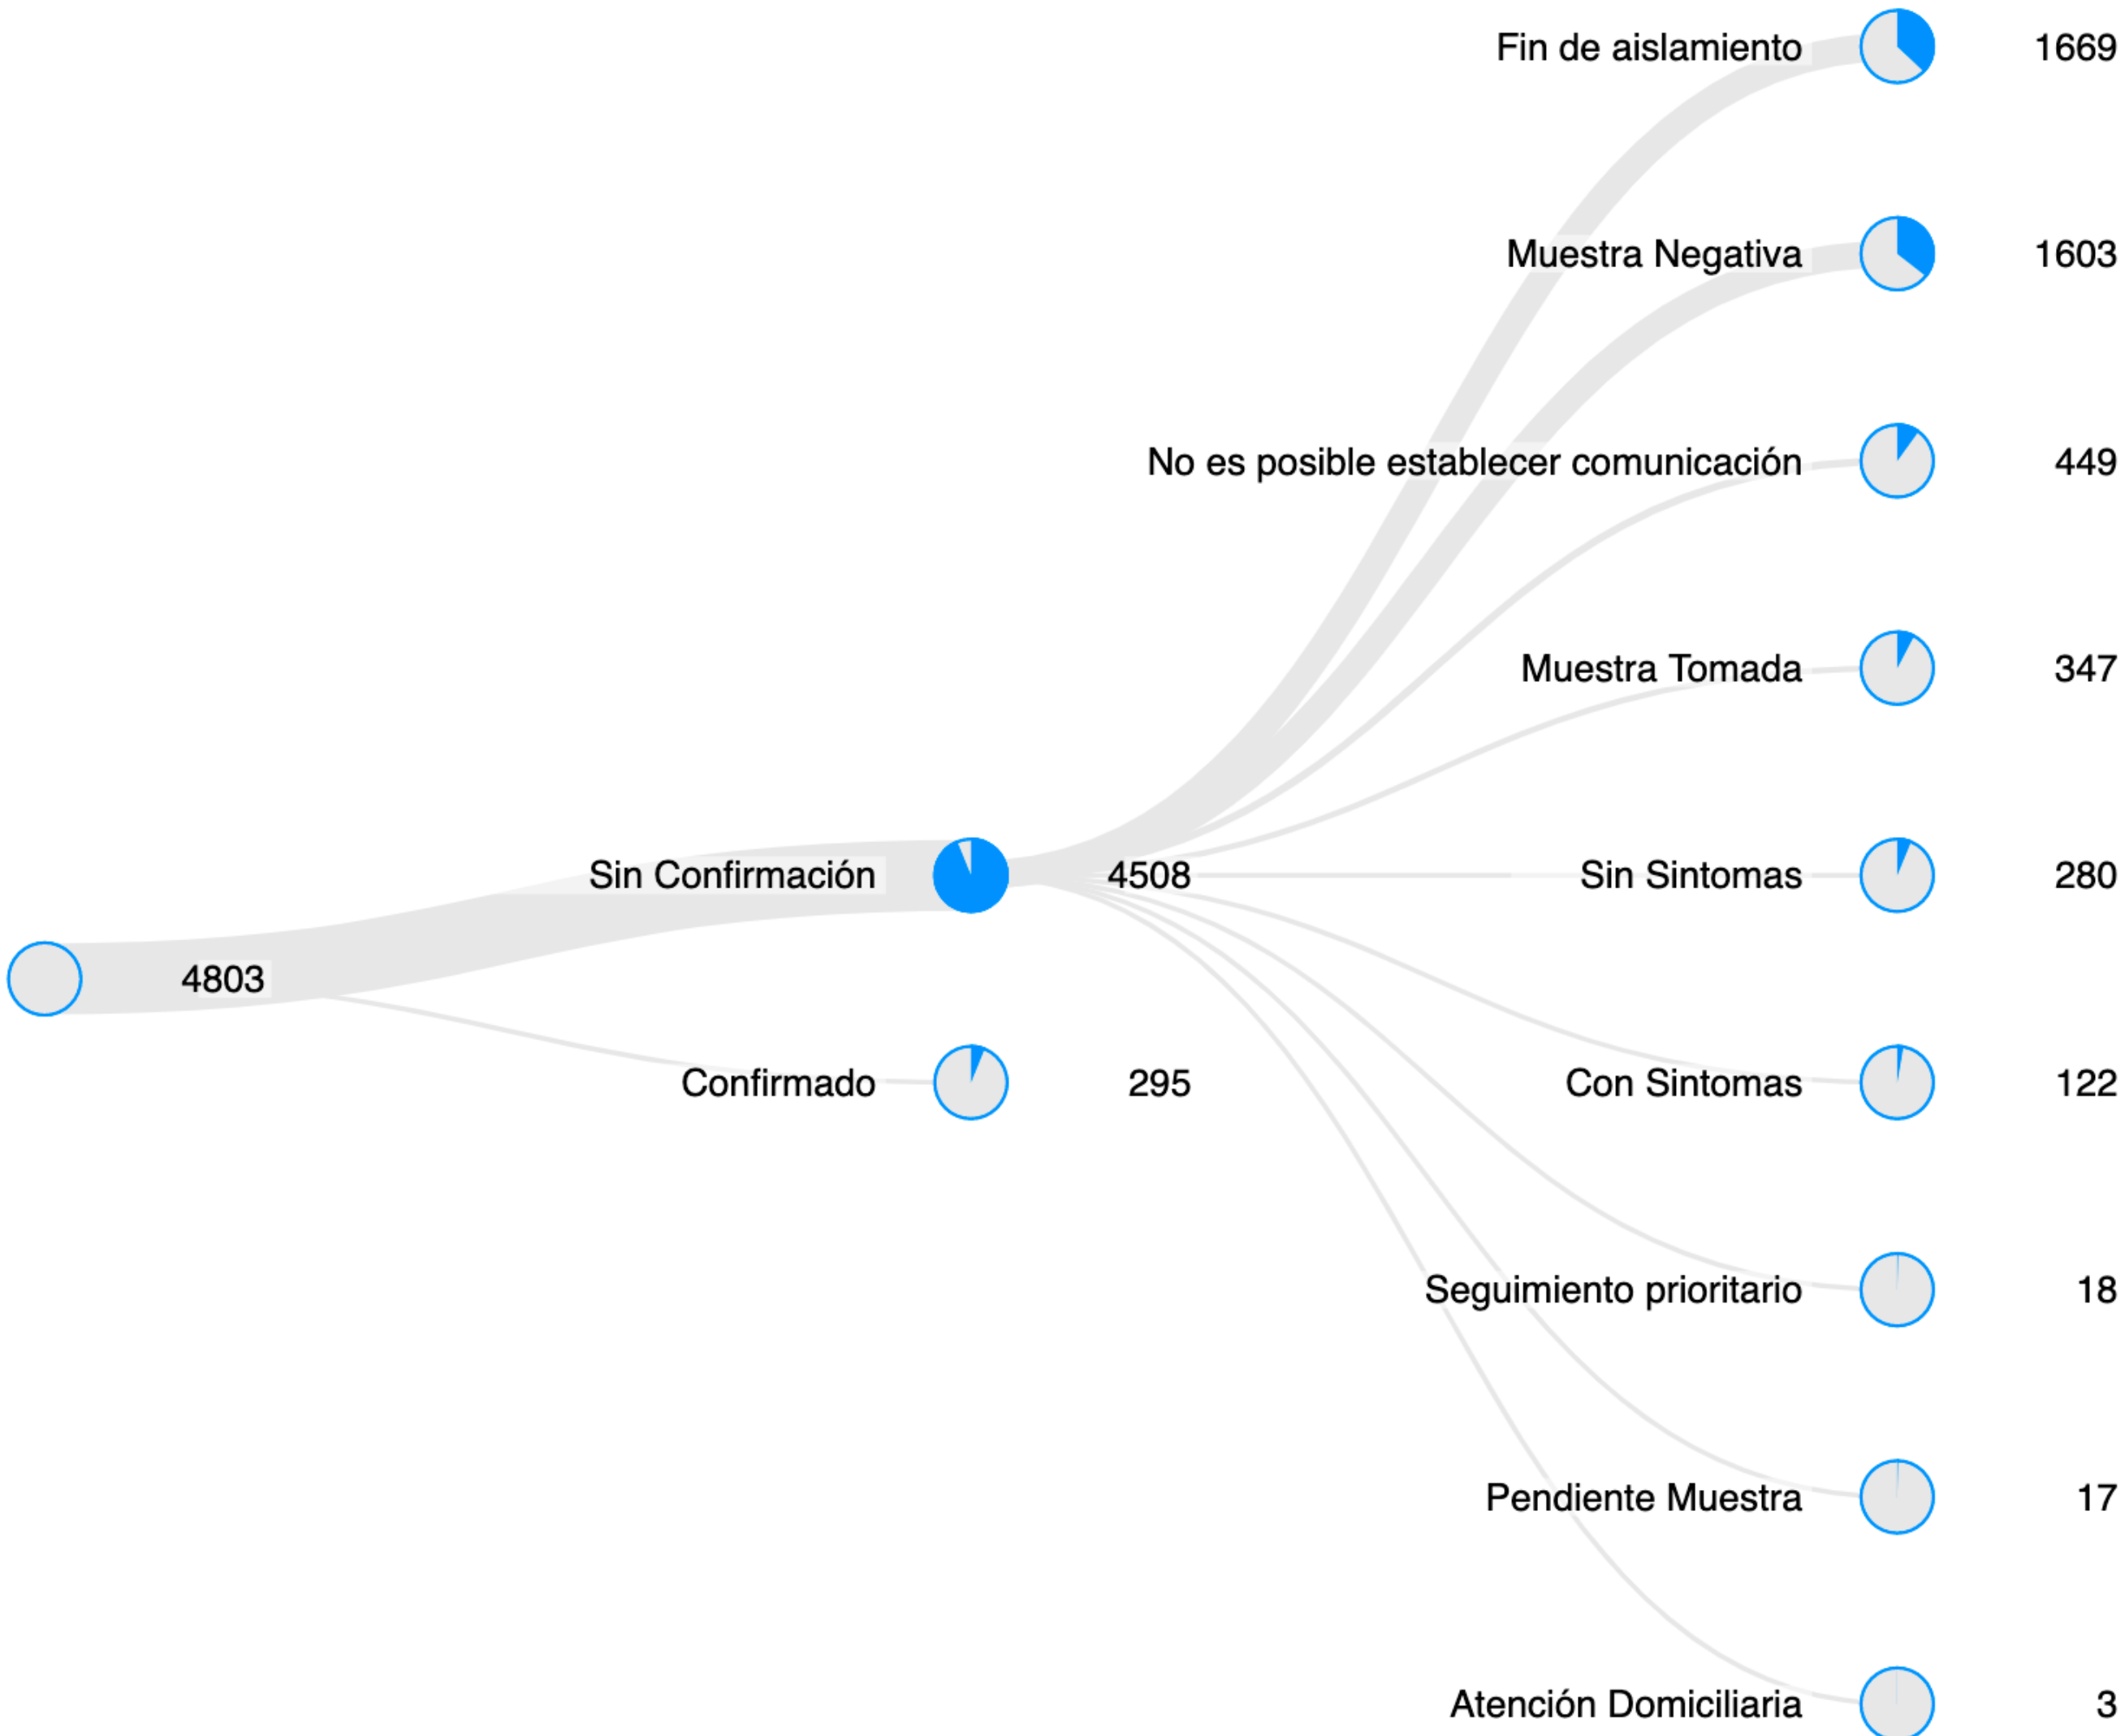 Fin de aislamiento 1669
Muestra Negativa 1603
No es posible establecer comunicación 449
Muestra Tomada 347
Sin Confirmación 4508
Sin Sintomas 280
4803
Confirmado 295
Con Sintomas 122
Seguimiento prioritario 18
Pendiente Muestra 17
Atención Domiciliaria 3